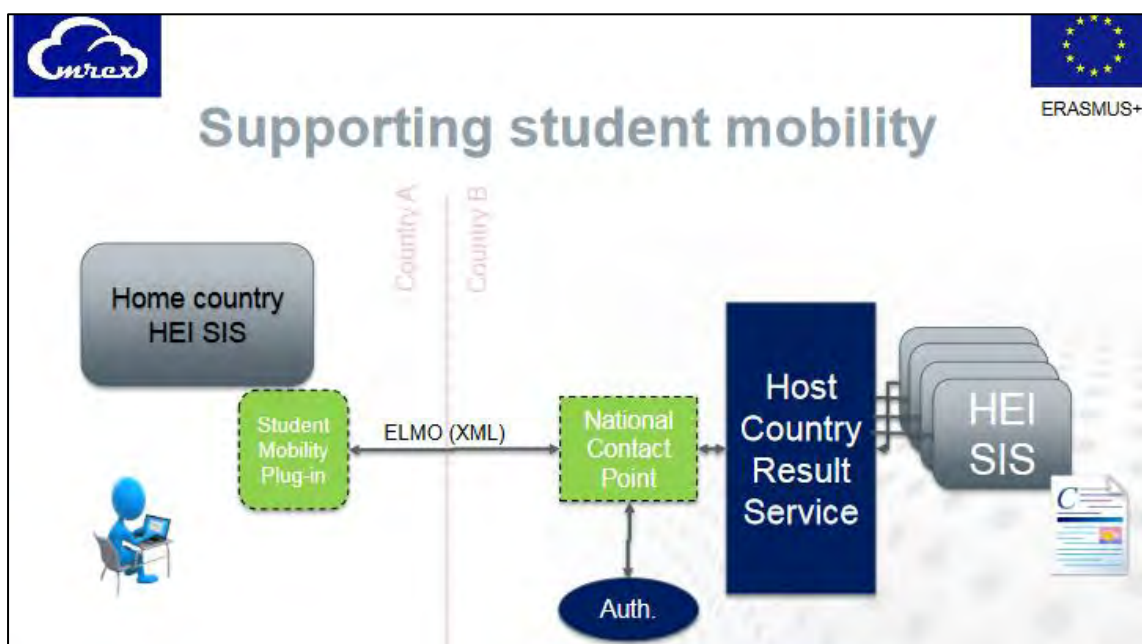 emrex
ERASMUS+
Supporting student mobility
Country A
Country B
Home country
HEI SIS
Student
Mobility
Plug-in
ELMO (XML)
National
Contact
Point
Auth.
Host
Country
Result
Service
HEI
SIS
C